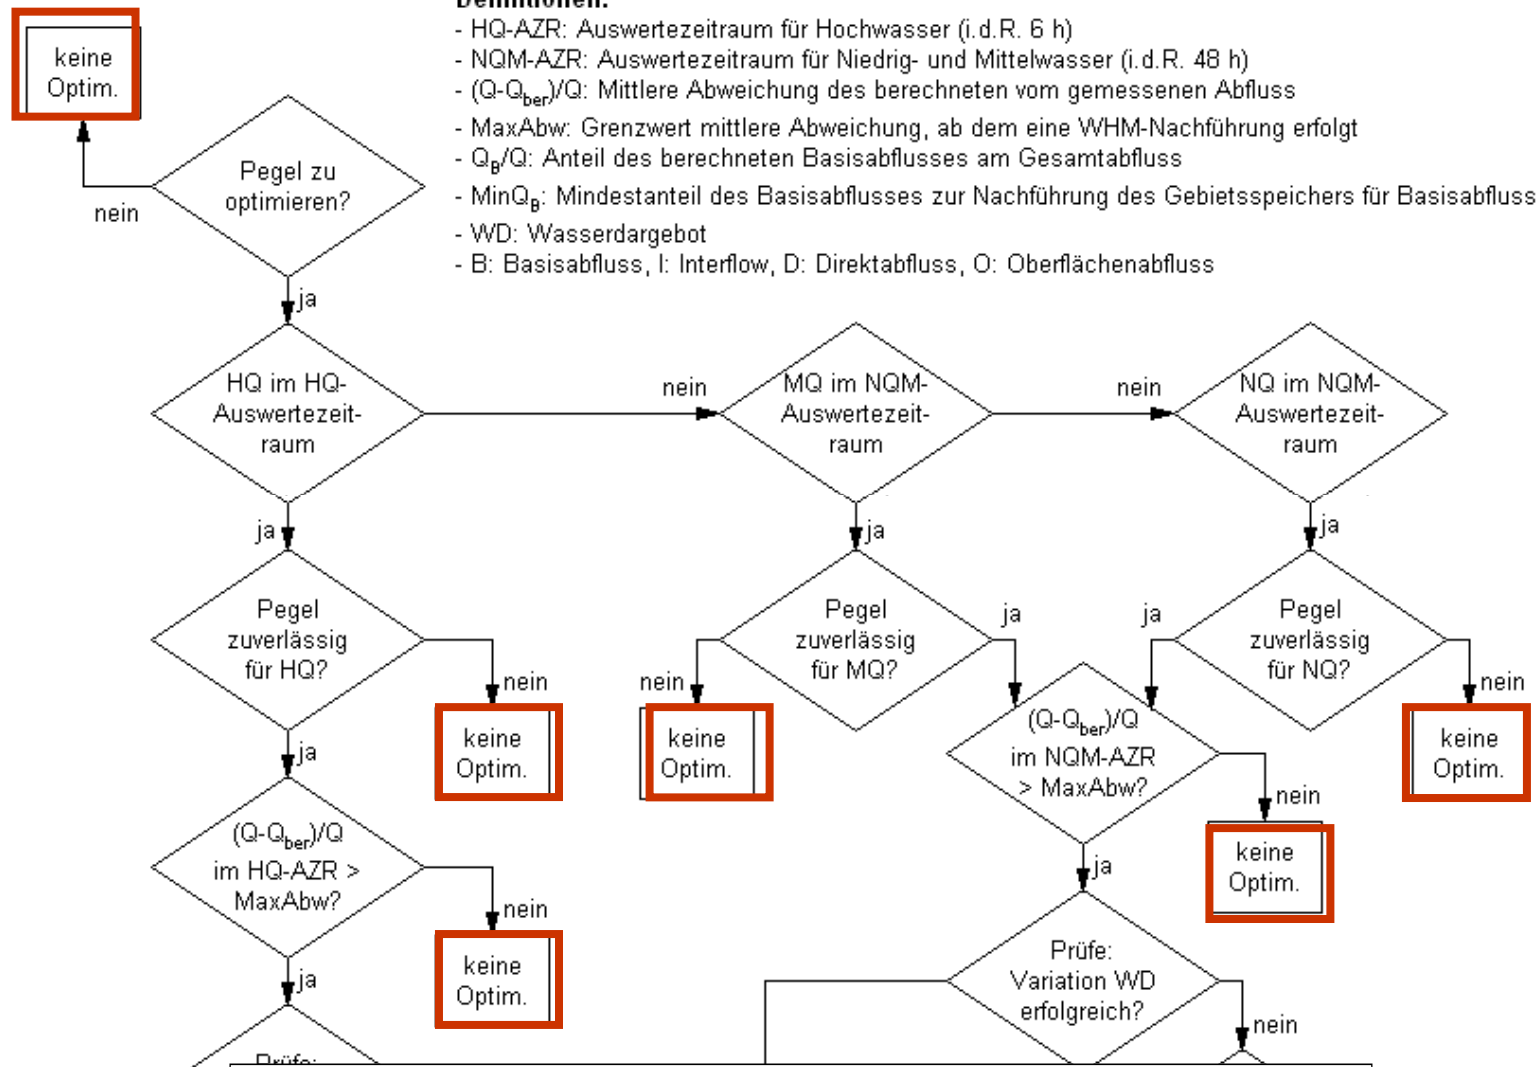 Definitionen:
- HQ-AZR: Auswertezeitraum für Hochwasser (i.d.R. 6 h)
- NQM-AZR: Auswertezeitraum für Niedrig- und Mittelwasser (i.d.R. 48 h)
- (Q-Qber)/Q: Mittlere Abweichung des berechneten vom gemessenen Abfluss
- MaxAbw: Grenzwert mittlere Abweichung, ab dem eine WHM-Nachführung erfolgt
- QB/Q: Anteil des berechneten Basisabflusses am Gesamtabfluss
- MinQB: Mindestanteil des Basisabflusses zur Nachführung des Gebietsspeichers für Basisabfluss
- WD: Wasserdargebot
- B: Basisabfluss, I: Interflow, D: Direktabfluss, O: Oberflächenabfluss
keine
Optim.
Pegel zu
optimieren?
nein
ja
HQ im HQ-
Auswertezeit-
raum
nein
MQ im NQM-
Auswertezeit-
raum
nein
NQ im NQM-
Auswertezeit-
raum
ja
ja
ja
Pegel
zuverlässig
für HQ?
nein
keine
Optim.
Pegel
zuverlässig
für MQ?
nein
keine
Optim.
ja
ja
Pegel
zuverlässig
für NQ?
nein
keine
Optim.
ja
(Q-Qber)/Q
im NQM-AZR
> MaxAbw?
nein
keine
Optim.
(Q-Qber)/Q
im HQ-AZR >
MaxAbw?
nein
keine
Optim.
ja
ja
Prüfe:
Variation WD
erfolgreich?
nein
Prüfe: